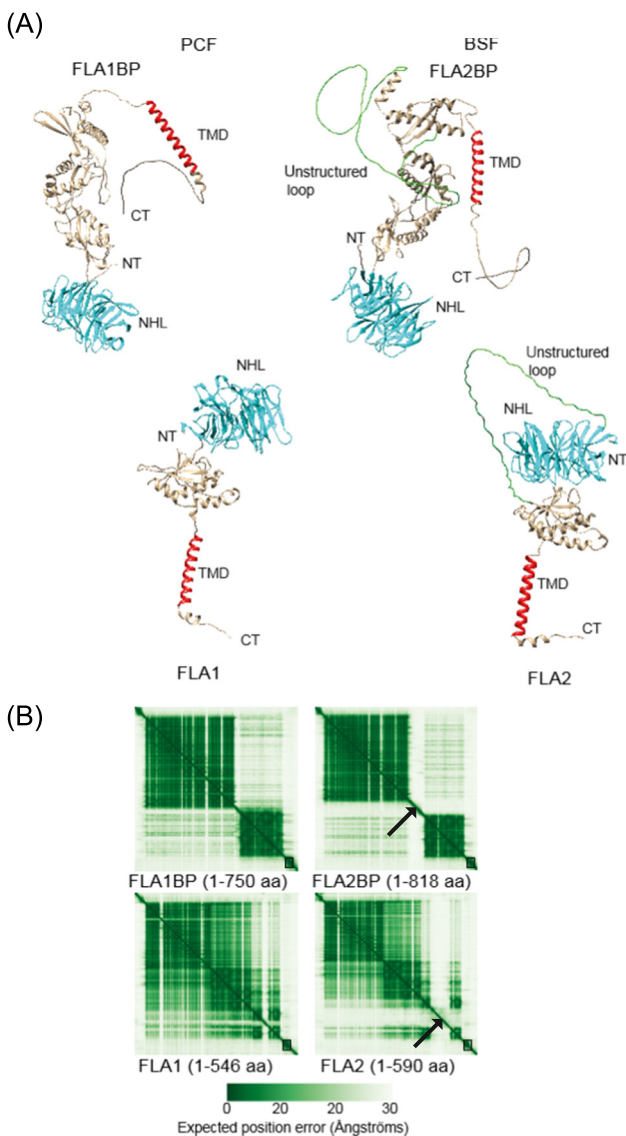 (A)
PCF
BSF
FLA1BP
FLA2BP
TMD
TMD
Unstructured
loop
CT
NT
NT
CT
NHL
NHL
Unstructured
loop
NHL
NHL
NT
NT
TMD
TMD
CT
CT
FLA1
FLA2
(B)
FLA1BP (1-750 aa)
FLA2BP (1-818 aa)
FLA1 (1-546 aa)
FLA2 (1-590 aa)
0 20 20 30
Expected position error (Ångströms)